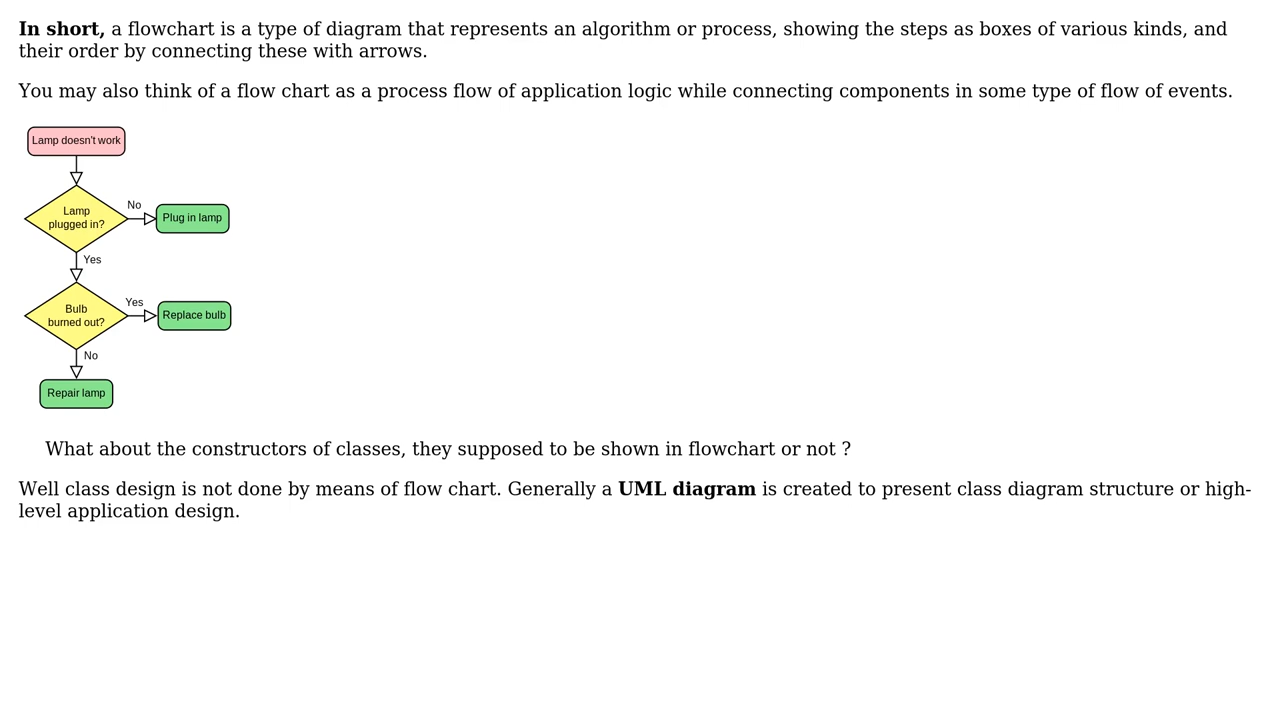 In short, a flowchart is a type of diagram that represents an algorithm or process, showing the steps as boxes of various kinds, and
their order by connecting these with arrows.
You may also think of a flow chart as a process flow of application logic while connecting components in some type of flow of events.
Lamp doesn't work
Lamp
plugged in?
No
Plug in lamp
Yes
Bulb
burned out?
Yes
Replace bulb
No
Repair lamp
What about the constructors of classes, they supposed to be shown in flowchart or not ?
Well class design is not done by means of flow chart. Generally a UML diagram is created to present class diagram structure or high-
level application design.